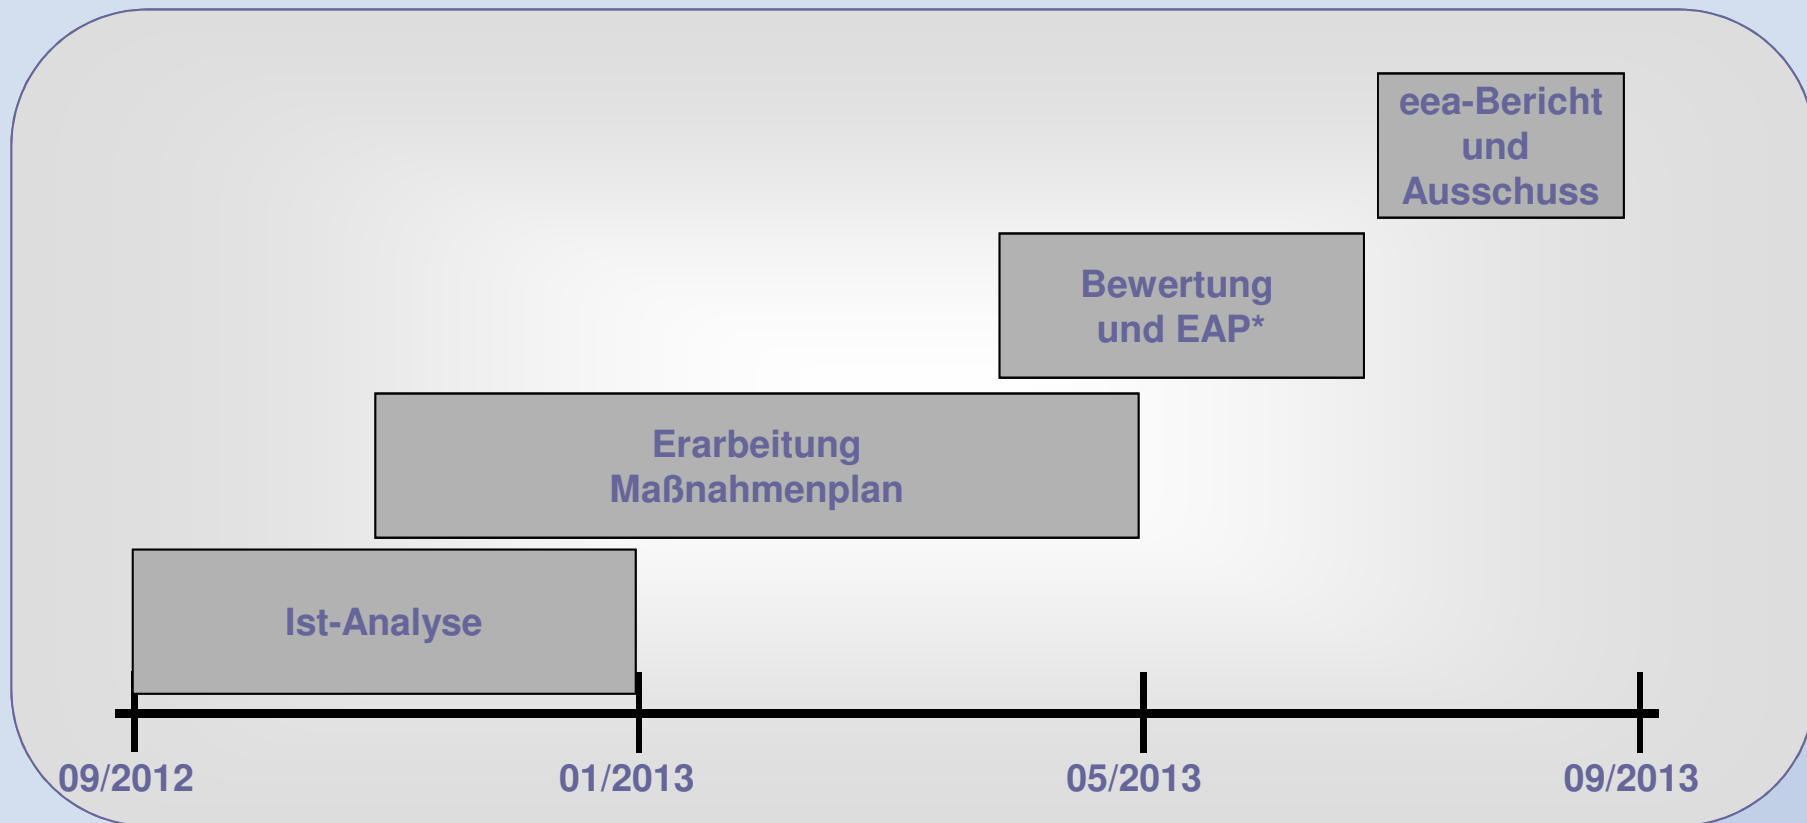 eea-Bericht
und
Ausschuss
Bewertung
und EAP*
Erarbeitung
Maßnahmenplan
Ist-Analyse
09/2012 01/2013 05/2013 09/2013